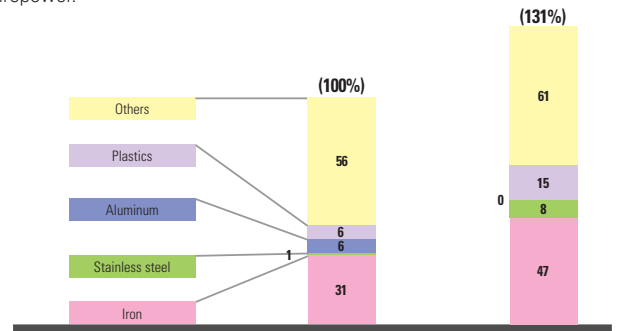 (131%)
(100%)
61
Others
56
Plastics
15
0
Aluminum
8
6
6
Stainless steel
1
47
31
Iron